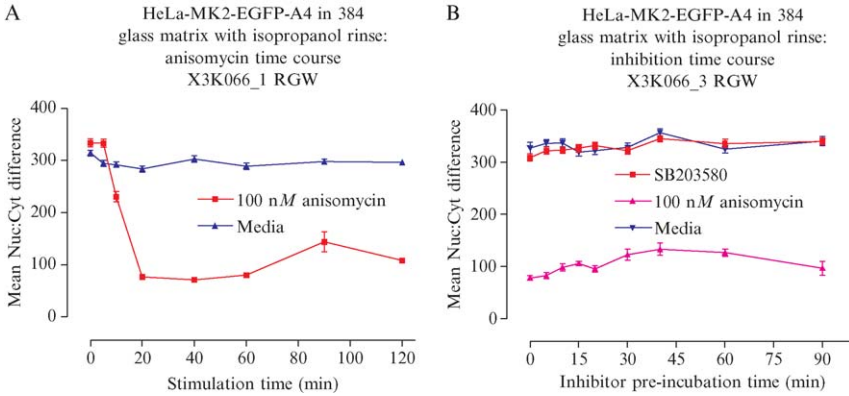 A
HeLa-MK2-EGFP-A4 in 384
glass matrix with isopropanol rinse:
anisomycin time course
X3K066_1 RGW
400
300
200
100
0
Mean Nuc:Cyt difference
100 nM anisomycin
Media
0 20 40 60 80 100 120
Stimulation time (min)
B
HeLa-MK2-EGFP-A4 in 384
glass matrix with isopropanol rinse:
inhibition time course
X3K066_3 RGW
400
300
200
100
0
Mean Nuc:Cyt difference
SB203580
100 nM anisomycin
Media
0 15 30 45 60 75 90
Inhibitor pre-incubation time (min)